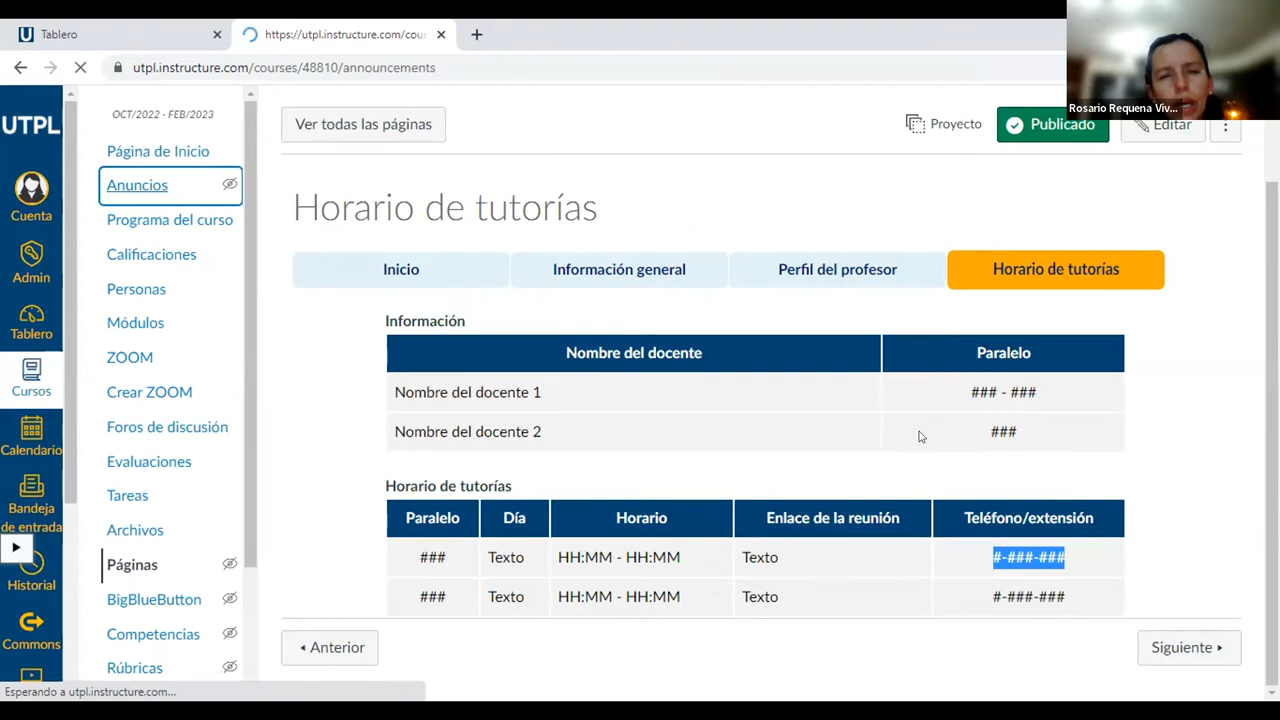 Tablero
https://utpl.instructure.com/cou
utpl.instructure.com/courses/48810/announcements
Rosario Requena Viv...
UTPL
Cuenta
Admin
Tablero
Cursos
Calendario
Bandeja
de entrada
Historial
Commons
OCT/2022 - FEB/2023
Página de Inicio
Anuncios
Programa del curso
Calificaciones
Personas
Módulos
ZOOM
Crear ZOOM
Foros de discusión
Evaluaciones
Tareas
Archivos
Páginas
BigBlueButton
Competencias
Rúbricas
Ver todas las páginas
Proyecto
Publicado
Editar
Horario de tutorías
Inicio Información general Perfil del profesor Horario de tutorías
Información
Nombre del docente Paralelo
Nombre del docente 1 ### - ###
Nombre del docente 2 ###
Horario de tutorías
Paralelo Día Horario Enlace de la reunión Teléfono/extensión
### Texto HH:MM - HH:MM Texto #-###-###
### Texto HH:MM - HH:MM Texto #-###-###
Anterior
Siguiente
Esperando a utpl.instructure.com...